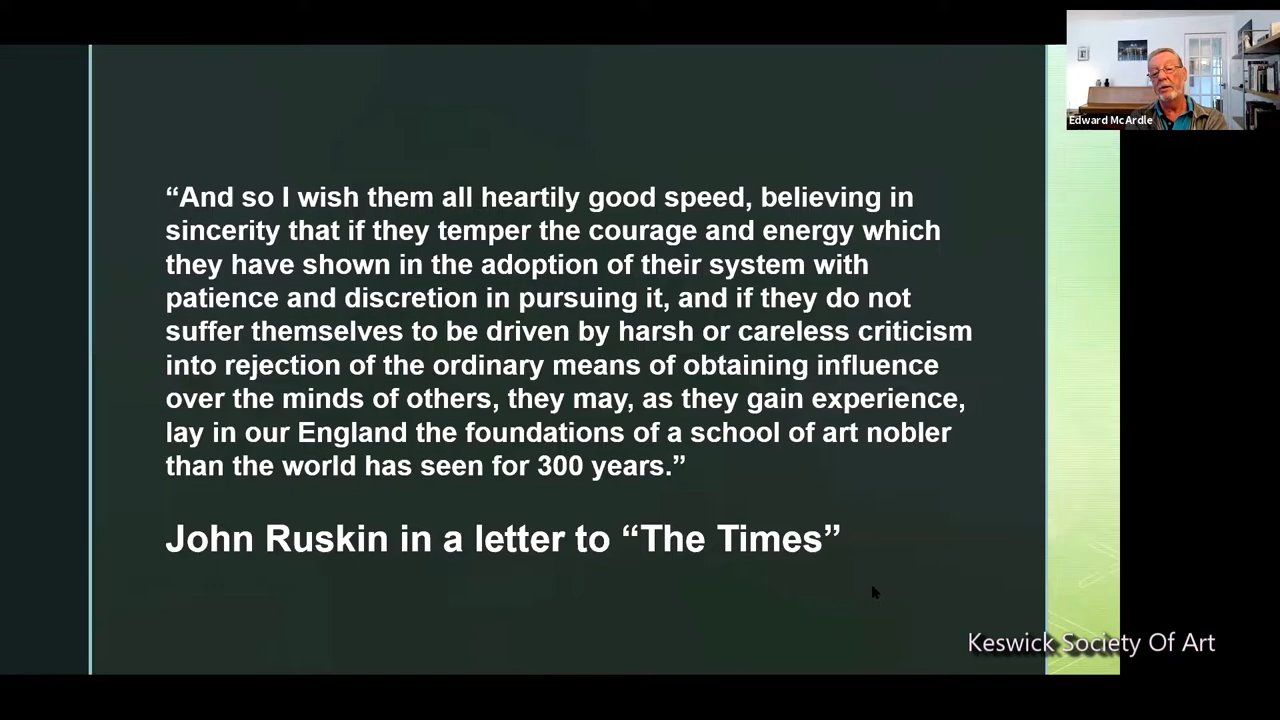 Edward McArdle
“And so I wish them all heartily good speed, believing in
sincerity that if they temper the courage and energy which
they have shown in the adoption of their system with
patience and discretion in pursuing it, and if they do not
suffer themselves to be driven by harsh or careless criticism
into rejection of the ordinary means of obtaining influence
over the minds of others, they may, as they gain experience,
lay in our England the foundations of a school of art nobler
than the world has seen for 300 years.”
John Ruskin in a letter to “The Times”
Keswick Society Of Art